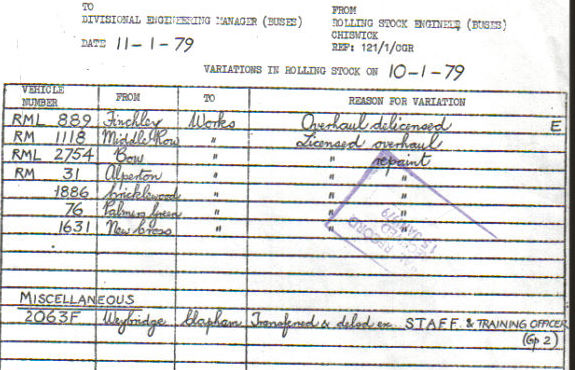 TO
DIVISIONAL ENGINEERING MANAGER (BUSES)
DATE 11-1-79
FROM
ROLLING STOCK ENGINEER (BUSES)
CHISWICK
REF: 121/1/CGR
VARIATIONS IN ROLLING STOCK ON 10-1-79
VEHICLE NUMBER FROM TO REASON FOR VARIATION
RML 889 Finchley Works Overhaul delicensed E
RM 1118 Middle Row " Licensed overhaul
RML 2754 Bow " " repaint
RM 31 Alperton " " "
1886 Cricklewood " " "
76 Palmers Green " " "
1631 New Cross " " "
MISCELLANEOUS
2063F Weybridge Clapham Transferred & deled ex STAFF & TRAINING OFFICER
(Gp 2)
RECORD